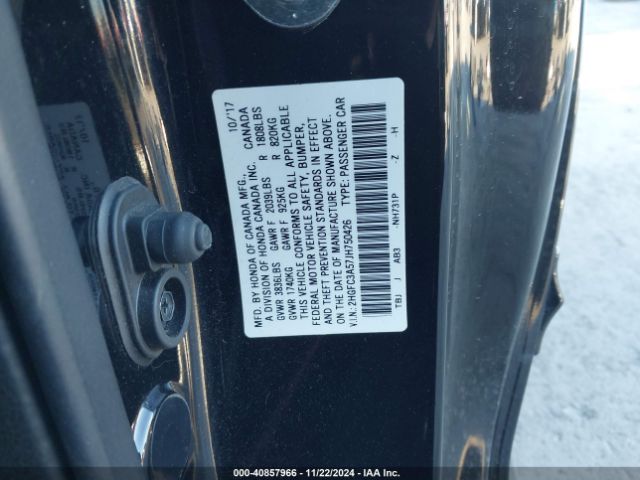 MFD. BY HONDA OF CANADA MFG., 10/17
A DIVISION OF HONDA CANADA INC. CANADA
GVWR 3836LBS GAWR F 2039LBS R 1808LBS
GVWR 1740KG GAWR F 925KG R 820KG
THIS VEHICLE CONFORMS TO ALL APPLICABLE
FEDERAL MOTOR VEHICLE SAFETY, BUMPER,
AND THEFT PREVENTION STANDARDS IN EFFECT
ON THE DATE OF MANUFACTURE SHOWN ABOVE.
V.I.N.: 2HGFC3A57JH750426 TYPE: PASSENGER CAR
TBJ J AB3 NH731P -Z -H
000-40857966 - 11/22/2024 - IAA Inc.